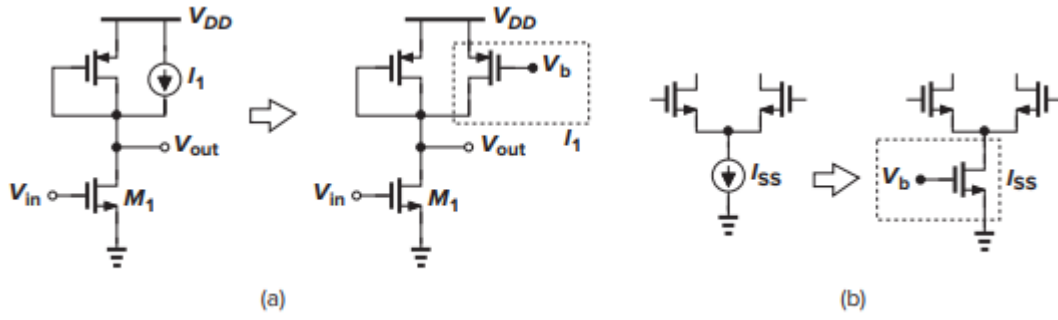 V_DD
I_1
V_out
V_in
M_1
V_DD
V_b
I_1
V_out
V_in
M_1
(a)
I_SS
V_b
I_SS
(b)